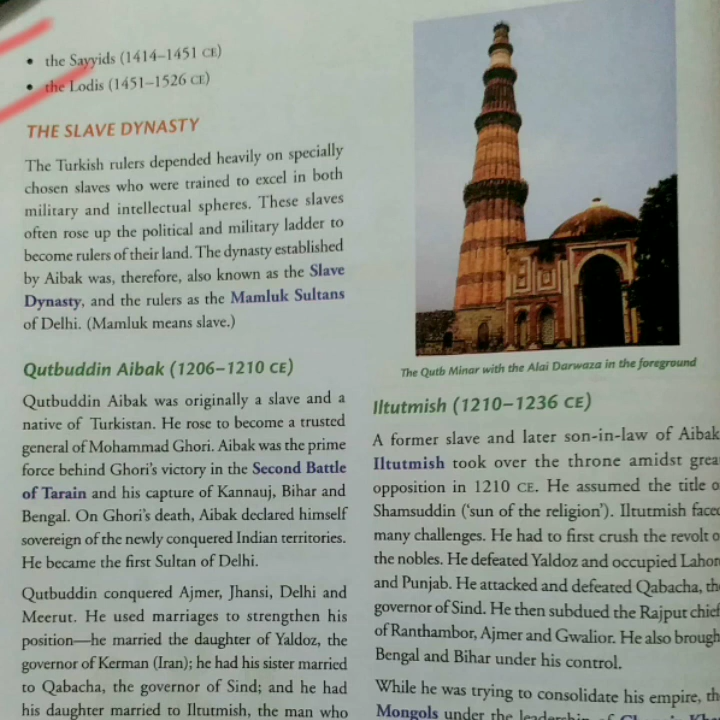 • the Sayyids (1414–1451 CE)
• the Lodis (1451–1526 CE)
THE SLAVE DYNASTY
The Turkish rulers depended heavily on specially
chosen slaves who were trained to excel in both
military and intellectual spheres. These slaves
often rose up the political and military ladder to
become rulers of their land. The dynasty established
by Aibak was, therefore, also known as the Slave
Dynasty, and the rulers as the Mamluk Sultans
of Delhi. (Mamluk means slave.)
Qutbuddin Aibak (1206–1210 CE)
Qutbuddin Aibak was originally a slave and a
native of Turkistan. He rose to become a trusted
general of Mohammad Ghori. Aibak was the prime
force behind Ghori's victory in the Second Battle
of Tarain and his capture of Kannauj, Bihar and
Bengal. On Ghori's death, Aibak declared himself
sovereign of the newly conquered Indian territories.
He became the first Sultan of Delhi.
Qutbuddin conquered Ajmer, Jhansi, Delhi and
Meerut. He used marriages to strengthen his
position—he married the daughter of Yaldoz, the
governor of Kerman (Iran); he had his sister married
to Qabacha, the governor of Sind; and he had
his daughter married to Iltutmish, the man who
The Qutb Minar with the Alai Darwaza in the foreground
Iltutmish (1210–1236 CE)
A former slave and later son-in-law of Aibak
Iltutmish took over the throne amidst grea
opposition in 1210 CE. He assumed the title o
Shamsuddin ('sun of the religion'). Iltutmish faced
many challenges. He had to first crush the revolt o
the nobles. He defeated Yaldoz and occupied Lahor
and Punjab. He attacked and defeated Qabacha, th
governor of Sind. He then subdued the Rajput chief
of Ranthambor, Ajmer and Gwalior. He also brough
Bengal and Bihar under his control.
While he was trying to consolidate his empire, th
Mongols under the leadership of